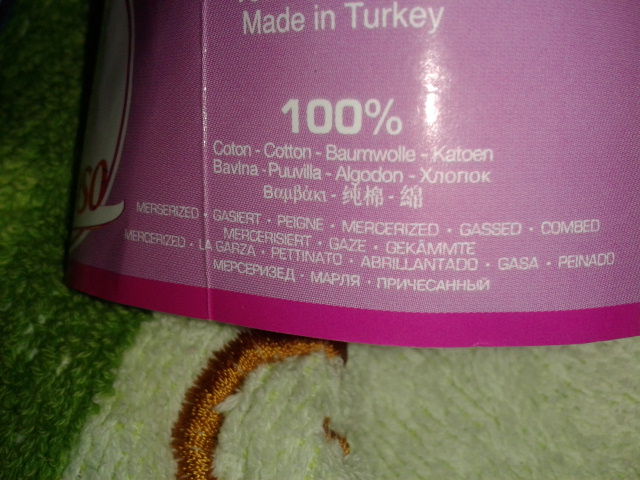 Made in Turkey
100%
Coton - Cotton - Baumwolle - Katoen
Bavlna - Puuvilla - Algodon - Хлопок
Βαμβάκι - 纯棉 - 綿
MERSERIZED · GASIERT · PEIGNE · MERCERIZED · GASSED · COMBED
MERCERISIERT · GAZE · GEKÄMMTE
MERCERIZED · LA GARZA · PETTINATO · ABRILLANTADO · GASA · PEINADO
МЕРСЕРИЗЕД · МАРЛЯ · ПРИЧЕСАННЫЙ